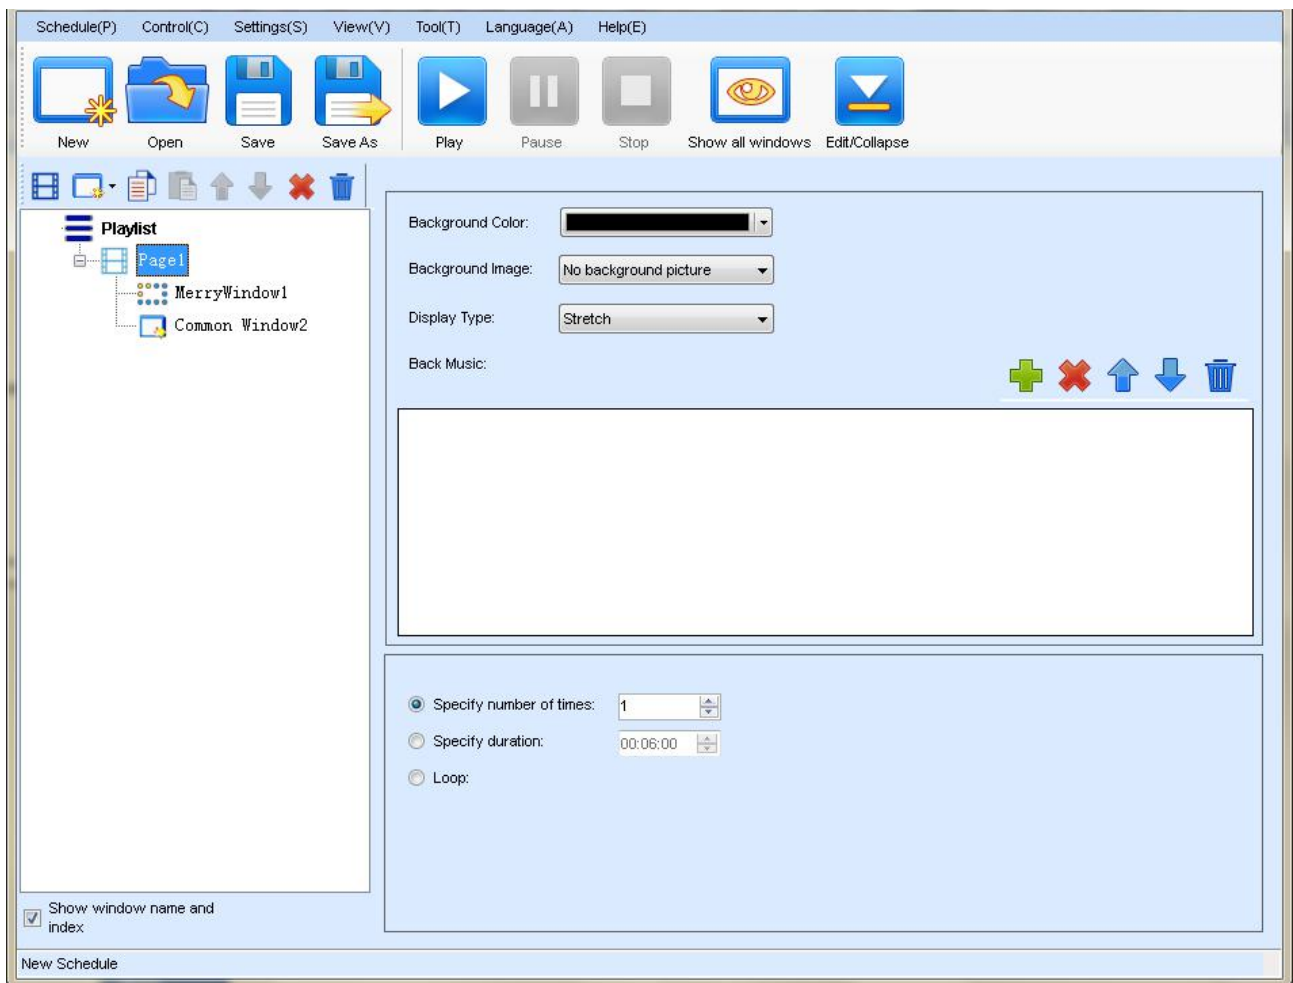 Schedule(P) Control(C) Settings(S) View(V) Tool(T) Language(A) Help(E)
New Open Save Save As Play Pause Stop Show all windows Edit/Collapse
Playlist
Page1
MerryWindow1
Common Window2
Background Color:
Background Image: No background picture
Display Type: Stretch
Back Music:
Specify number of times: 1
Specify duration: 00:06:00
Loop:
Show window name and
index
New Schedule